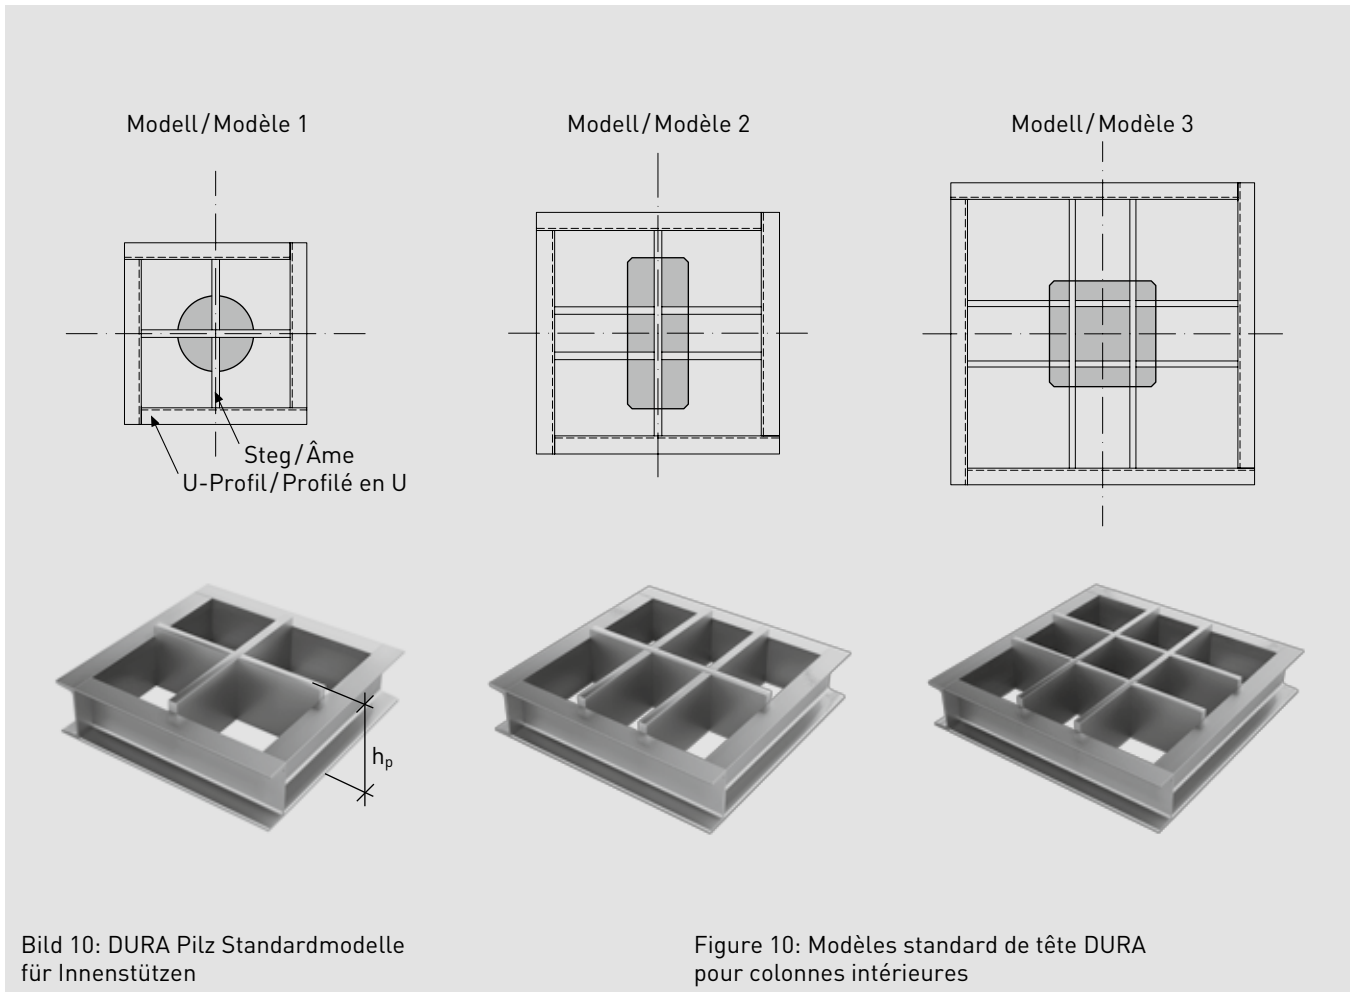 Modell/Modèle 1
Modell/Modèle 2
Modell/Modèle 3
Steg/Âme
U-Profil/Profilé en U
hp
Bild 10: DURA Pilz Standardmodelle
für Innenstützen
Figure 10: Modèles standard de tête DURA
pour colonnes intérieures